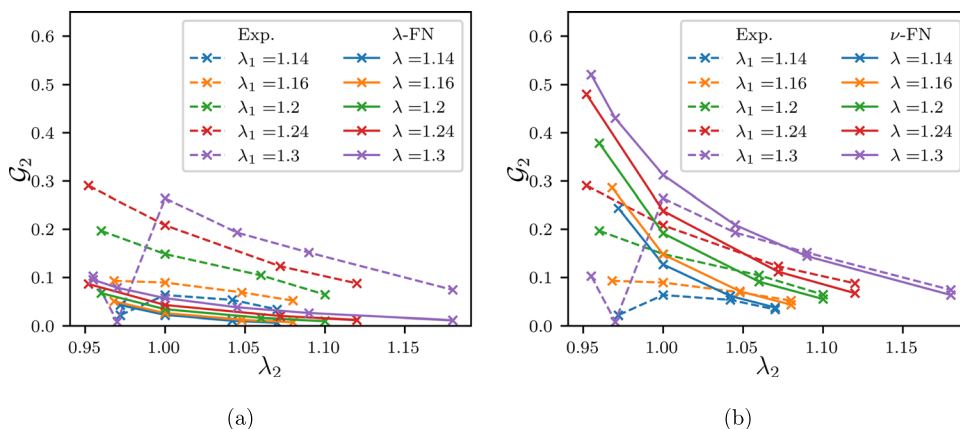 Exp. λ-FN
λ₁ =1.14 λ =1.14
λ₁ =1.16 λ =1.16
λ₁ =1.2 λ =1.2
λ₁ =1.24 λ =1.24
λ₁ =1.3 λ =1.3
0.6
0.5
0.4
0.3
0.2
0.1
0.0
𝒢₂
0.95 1.00 1.05 1.10 1.15
λ₂
(a)
Exp. ν-FN
λ₁ =1.14 λ =1.14
λ₁ =1.16 λ =1.16
λ₁ =1.2 λ =1.2
λ₁ =1.24 λ =1.24
λ₁ =1.3 λ =1.3
0.6
0.5
0.4
0.3
0.2
0.1
0.0
𝒢₂
0.95 1.00 1.05 1.10 1.15
λ₂
(b)